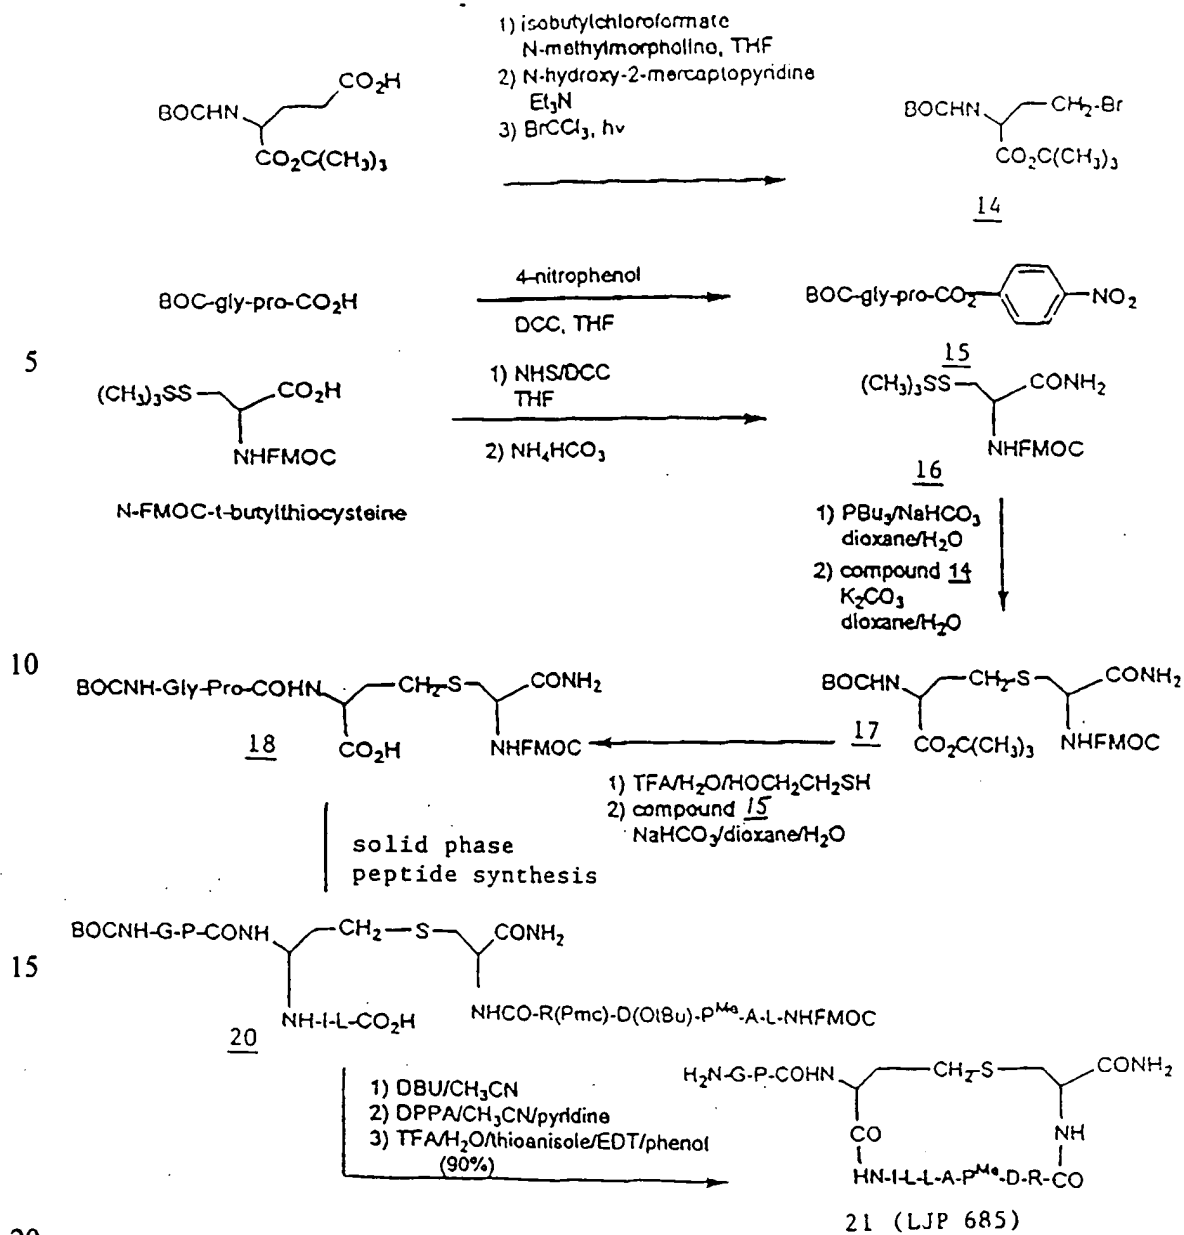 1) isobutylchloroformate
N-methylmorpholino, THF
2) N-hydroxy-2-mercaptopyridine
Et₃N
3) BrCCl₃, hν
CO₂H
BOCHN
CO₂C(CH₃)₃
BOCHN
CH₂-Br
CO₂C(CH₃)₃
14
BOC-gly-pro-CO₂H
4-nitrophenol
DCC, THF
BOC-gly-pro-CO₂
NO₂
15
5
(CH₃)₃SS
CO₂H
NHFMOC
N-FMOC-t-butylthiocysteine
1) NHS/DCC
THF
2) NH₄HCO₃
(CH₃)₃SS
CONH₂
NHFMOC
16
1) PBu₃/NaHCO₃
dioxane/H₂O
2) compound 14
K₂CO₃
dioxane/H₂O
10
BOCNH-Gly-Pro-COHN
CH₂-S
CONH₂
CO₂H
NHFMOC
18
BOCHN
CH₂-S
CONH₂
CO₂C(CH₃)₃
NHFMOC
17
1) TFA/H₂O/HOCH₂CH₂SH
2) compound 15
NaHCO₃/dioxane/H₂O
solid phase
peptide synthesis
15
BOCNH-G-P-CONH
CH₂-S
CONH₂
NH-I-L-CO₂H
NHCO-R(Pmc)-D(OtBu)-Pᴹᵉ-A-L-NHFMOC
20
1) DBU/CH₃CN
2) DPPA/CH₃CN/pyridine
3) TFA/H₂O/thioanisole/EDT/phenol
(90%)
H₂N-G-P-COHN
CH₂-S
CONH₂
CO
NH
HN-I-L-L-A-Pᴹᵉ-D-R-CO
21 (LJP 685)